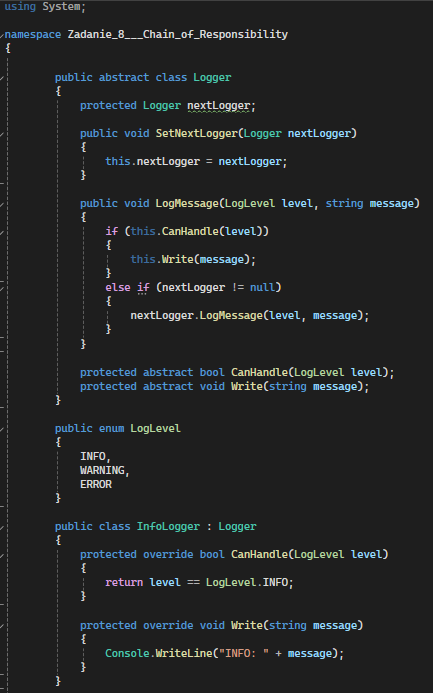 using System;
namespace Zadanie_8___Chain_of_Responsibility
{
public abstract class Logger
{
protected Logger nextLogger;
public void SetNextLogger(Logger nextLogger)
{
this.nextLogger = nextLogger;
}
public void LogMessage(LogLevel level, string message)
{
if (this.CanHandle(level))
{
this.Write(message);
}
else if (nextLogger != null)
{
nextLogger.LogMessage(level, message);
}
}
protected abstract bool CanHandle(LogLevel level);
protected abstract void Write(string message);
}
public enum LogLevel
{
INFO,
WARNING,
ERROR
}
public class InfoLogger : Logger
{
protected override bool CanHandle(LogLevel level)
{
return level == LogLevel.INFO;
}
protected override void Write(string message)
{
Console.WriteLine("INFO: " + message);
}
}